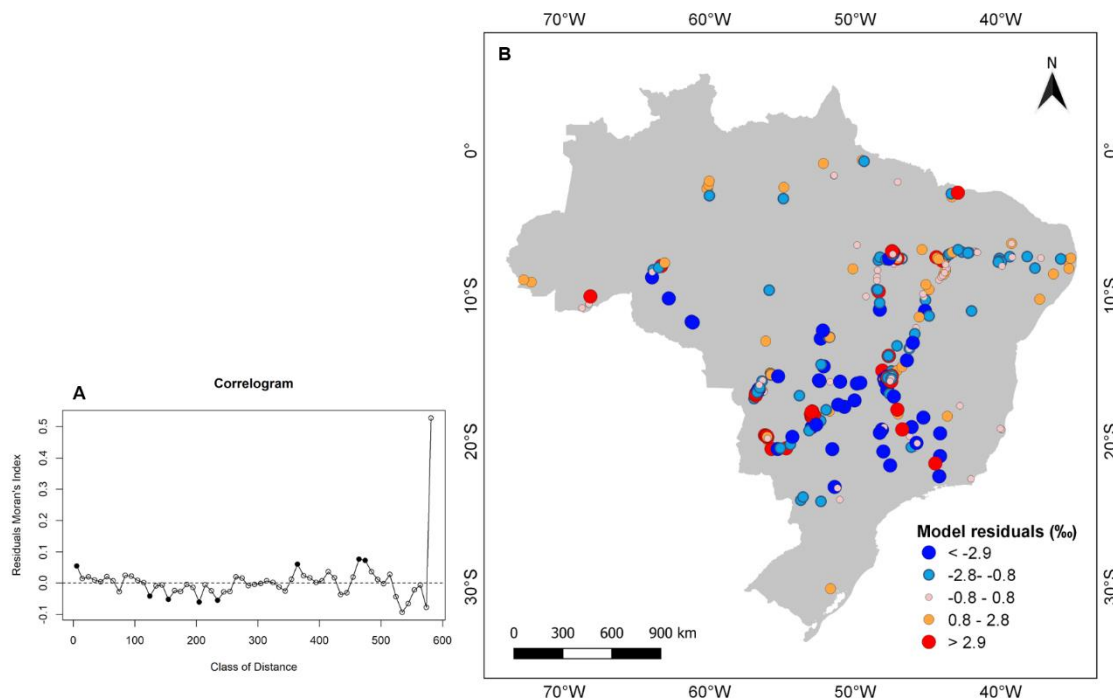 A
Correlogram
Residuals Moran's Index
0.5
0.4
0.3
0.2
0.1
0.0
-0.1
0
100
200
300
400
500
600
Class of Distance
70°W 60°W 50°W 40°W
B
N
0°
10°S
20°S
30°S
0°
10°S
20°S
30°S
Model residuals (‰)
< -2.9
-2.8- -0.8
-0.8 - 0.8
0.8 - 2.8
> 2.9
0 300 600 900 km
70°W 60°W 50°W 40°W